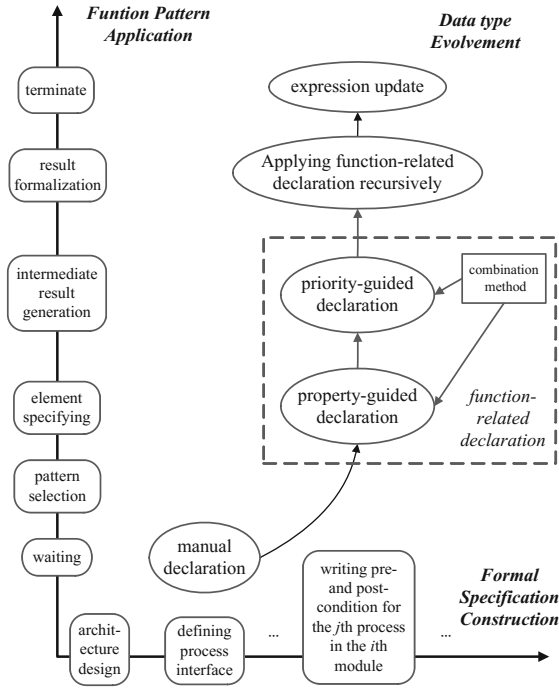 Funtion Pattern
Application
Data type
Evolvement
terminate
expression update
result
formalization
Applying function-related
declaration recursively
intermediate
result
generation
priority-guided
declaration
combination
method
element
specifying
property-guided
declaration
function-
related
declaration
pattern
selection
waiting
manual
declaration
writing pre-
and post-
condition for
the jth process
in the ith
module
Formal
Specification
Construction
archit-
ecture
design
defining
process
interface
...
...